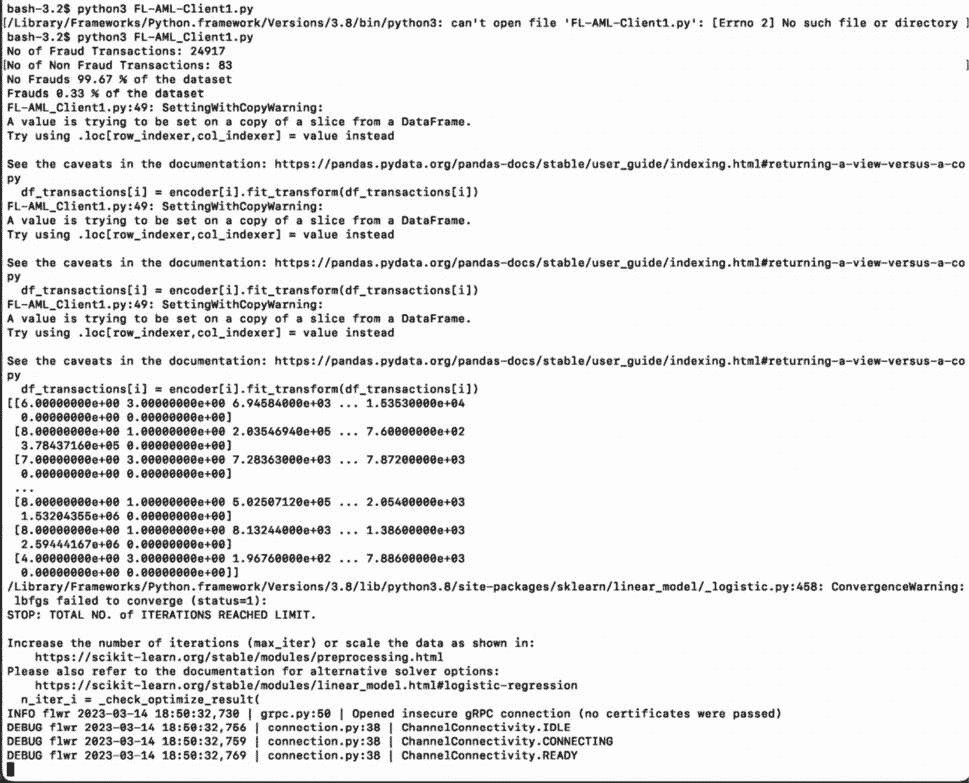 bash-3.2$ python3 FL-AML-Client1.py
[/Library/Frameworks/Python.framework/Versions/3.8/bin/python3: can't open file 'FL-AML-Client1.py': [Errno 2] No such file or directory ]
bash-3.2$ python3 FL-AML_Client1.py
No of Fraud Transactions: 24917
[No of Non Fraud Transactions: 83 ]
No Frauds 99.67 % of the dataset
Frauds 0.33 % of the dataset
FL-AML_Client1.py:49: SettingWithCopyWarning:
A value is trying to be set on a copy of a slice from a DataFrame.
Try using .loc[row_indexer,col_indexer] = value instead
See the caveats in the documentation: https://pandas.pydata.org/pandas-docs/stable/user_guide/indexing.html#returning-a-view-versus-a-co
py
df_transactions[i] = encoder[i].fit_transform(df_transactions[i])
FL-AML_Client1.py:49: SettingWithCopyWarning:
A value is trying to be set on a copy of a slice from a DataFrame.
Try using .loc[row_indexer,col_indexer] = value instead
See the caveats in the documentation: https://pandas.pydata.org/pandas-docs/stable/user_guide/indexing.html#returning-a-view-versus-a-co
py
df_transactions[i] = encoder[i].fit_transform(df_transactions[i])
FL-AML_Client1.py:49: SettingWithCopyWarning:
A value is trying to be set on a copy of a slice from a DataFrame.
Try using .loc[row_indexer,col_indexer] = value instead
See the caveats in the documentation: https://pandas.pydata.org/pandas-docs/stable/user_guide/indexing.html#returning-a-view-versus-a-co
py
df_transactions[i] = encoder[i].fit_transform(df_transactions[i])
[[6.00000000e+00 3.00000000e+00 6.94584000e+03 ... 1.53530000e+04
0.00000000e+00 0.00000000e+00]
[8.00000000e+00 1.00000000e+00 2.03546940e+05 ... 7.60000000e+02
3.78437160e+05 0.00000000e+00]
[7.00000000e+00 3.00000000e+00 7.28363000e+03 ... 7.87200000e+03
0.00000000e+00 0.00000000e+00]
...
[8.00000000e+00 1.00000000e+00 5.02507120e+05 ... 2.05400000e+03
1.53204355e+06 0.00000000e+00]
[8.00000000e+00 1.00000000e+00 8.13244000e+03 ... 1.38600000e+03
2.59444167e+06 0.00000000e+00]
[4.00000000e+00 3.00000000e+00 1.96760000e+02 ... 7.88600000e+03
0.00000000e+00 0.00000000e+00]]
/Library/Frameworks/Python.framework/Versions/3.8/lib/python3.8/site-packages/sklearn/linear_model/_logistic.py:458: ConvergenceWarning:
lbfgs failed to converge (status=1):
STOP: TOTAL NO. of ITERATIONS REACHED LIMIT.
Increase the number of iterations (max_iter) or scale the data as shown in:
https://scikit-learn.org/stable/modules/preprocessing.html
Please also refer to the documentation for alternative solver options:
https://scikit-learn.org/stable/modules/linear_model.html#logistic-regression
n_iter_i = _check_optimize_result(
INFO flwr 2023-03-14 18:50:32,730 | grpc.py:50 | Opened insecure gRPC connection (no certificates were passed)
DEBUG flwr 2023-03-14 18:50:32,756 | connection.py:38 | ChannelConnectivity.IDLE
DEBUG flwr 2023-03-14 18:50:32,759 | connection.py:38 | ChannelConnectivity.CONNECTING
DEBUG flwr 2023-03-14 18:50:32,769 | connection.py:38 | ChannelConnectivity.READY